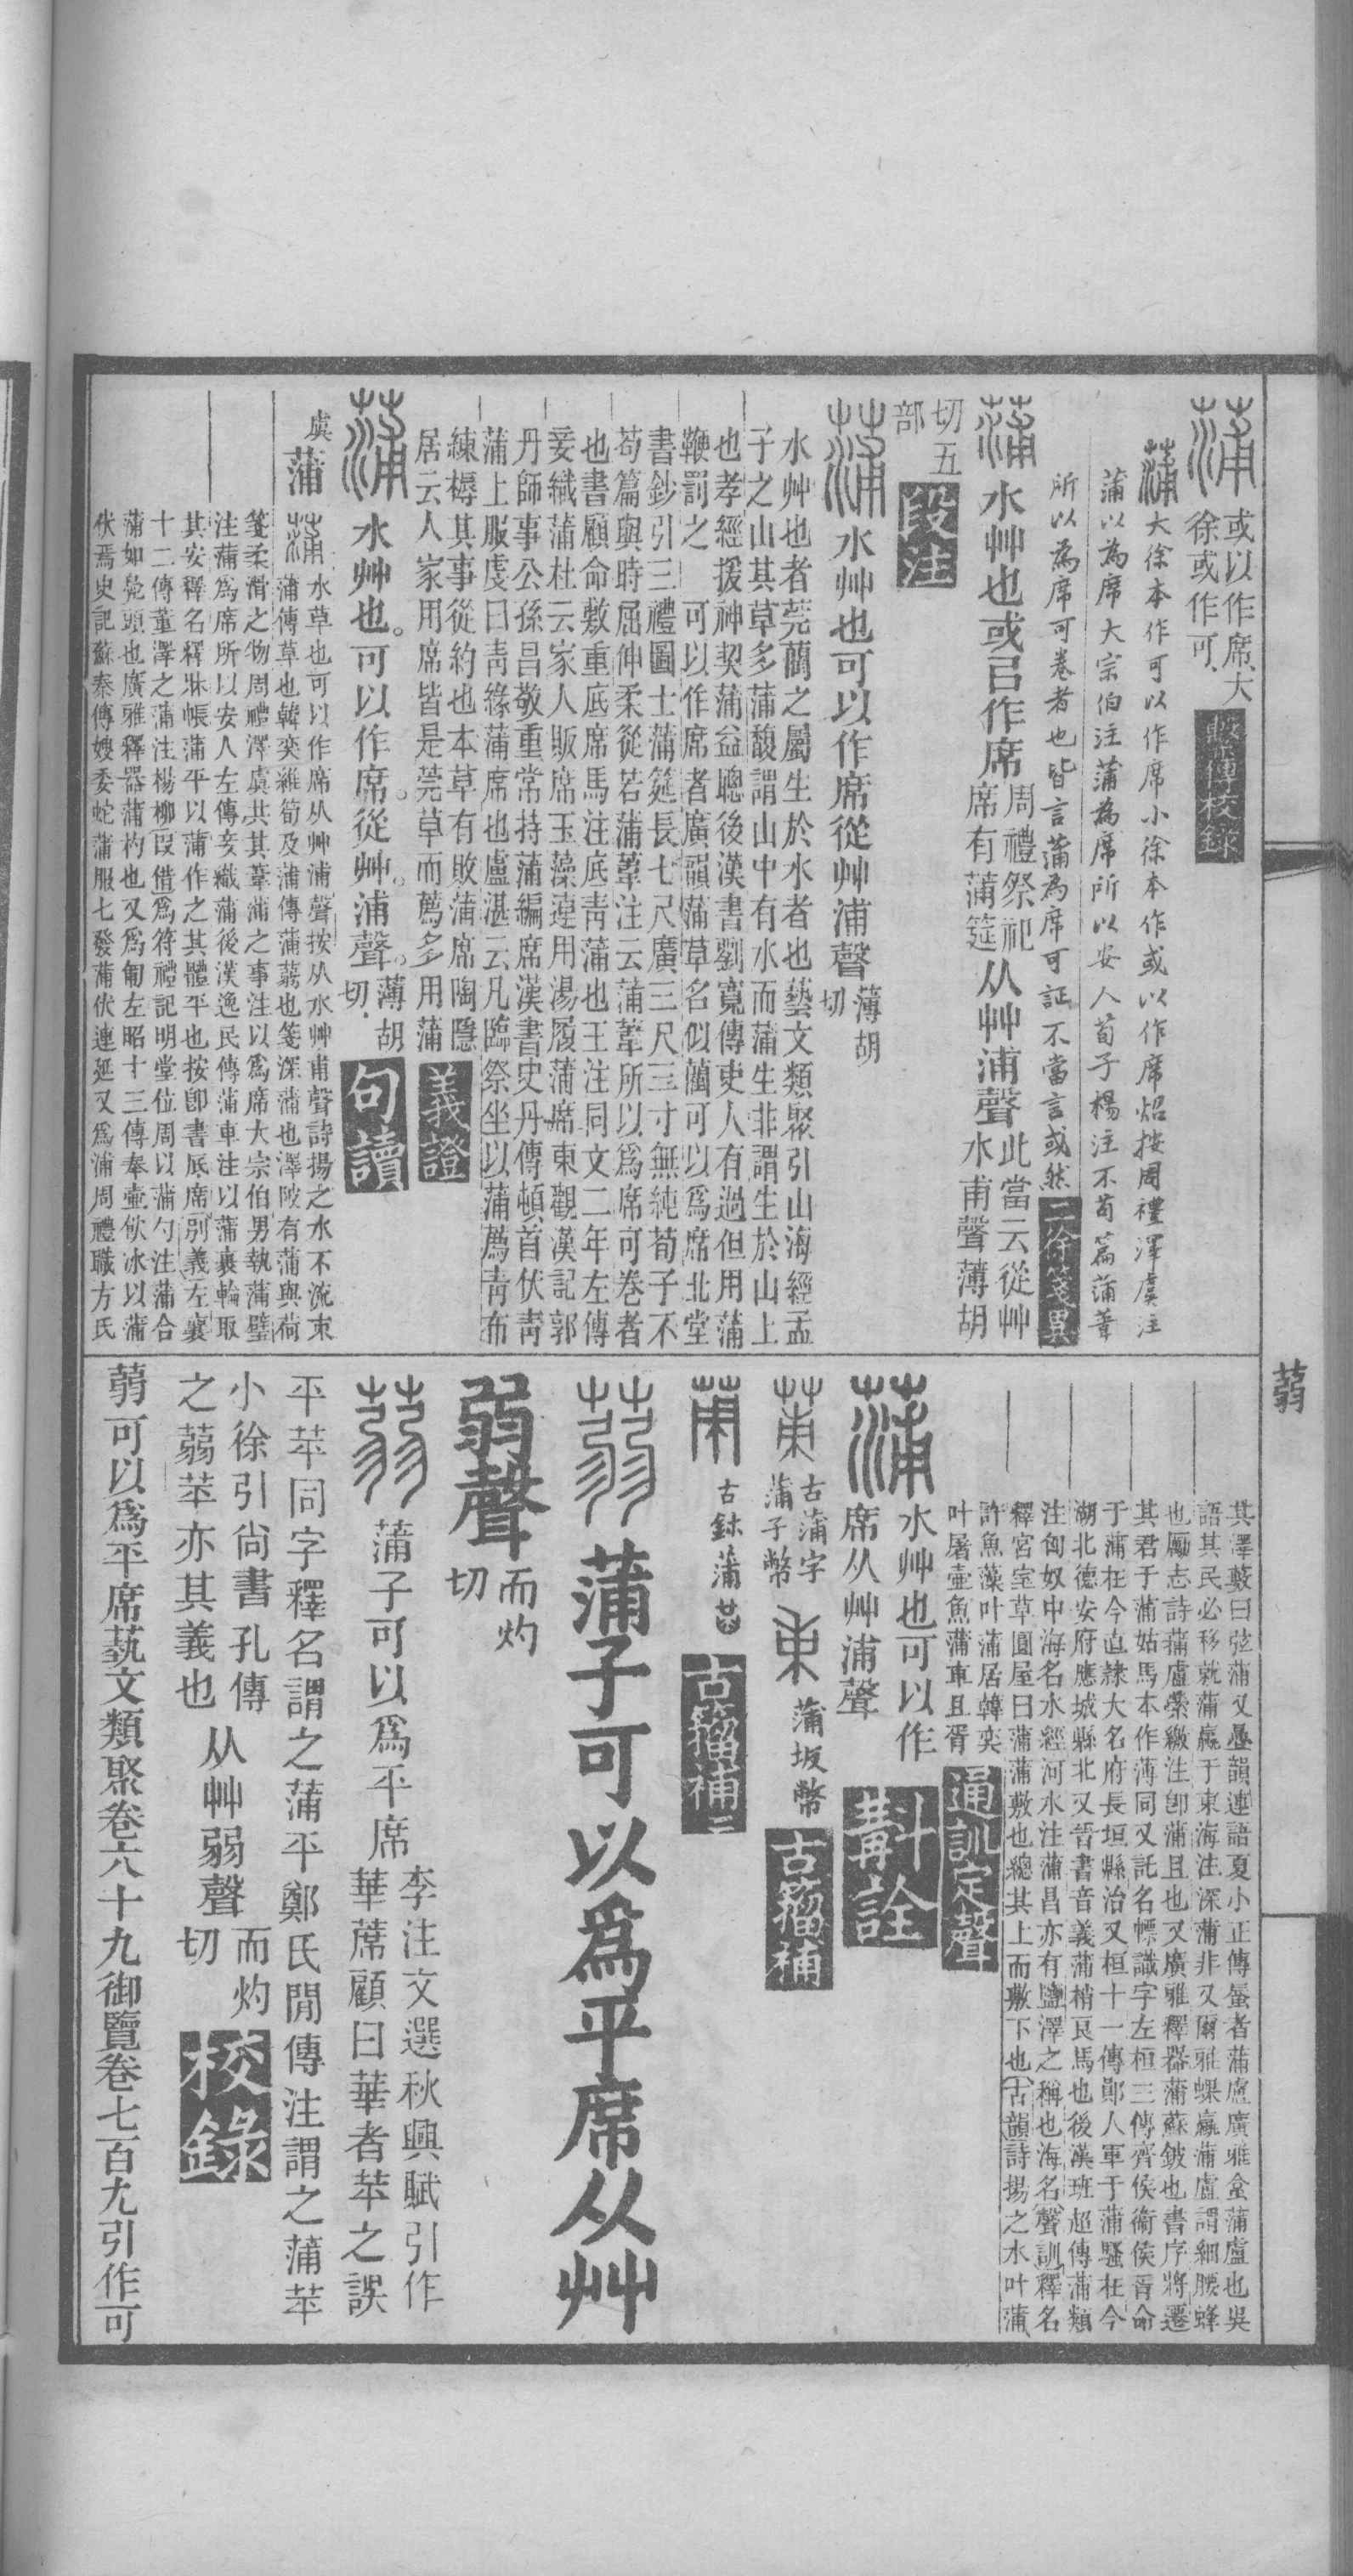 蒲
或以作席大
徐或作可
繫傳校錄
蒲
大徐本作可以作席小徐本作或以作席炤按周禮澤虞注
蒲以為席大宗伯注蒲為席所以安人荀子楊注不苟篇蒲葦
所以為席可卷者也皆言蒲為席可証不當言或然
二徐箋異
蒲
水艸也或㠯作席
周禮祭祀
席有蒲筵
从艸浦聲
此當云從艸
水甫聲薄胡
切五
部
段注
蒲
水艸也可以作席從艸浦聲
薄胡
切
水艸也者莞藺之屬生於水者也藝文類聚引山海經孟
子之山其草多蒲馥謂山中有水而蒲生非謂生於山上
也孝經援神契蒲益聰後漢書劉寬傳吏人有過但用蒲
鞭罰之 可以作席者廣韻蒲草名似藺可以爲席北堂
書鈔引三禮圖士蒲筵長七尺廣三尺三寸無純荀子不
苟篇與時屈伸柔從若蒲葦注云蒲葦所以爲席可卷者
也書顧命敷重底席馬注底青蒲也王注同文二年左傳
妾織蒲杜云家人販席玉藻連用湯履蒲席東觀漢記郭
丹師事公孫昌敬重常持蒲編席漢書史丹傳頓首伏青
蒲上服虔曰青緣蒲席也盧湛云凡臨祭坐以蒲薦青布
練褥其事從約也本草有敗蒲席陶隱
居云人家用席皆是莞草而薦多用蒲
義證
蒲
水艸也。可以作席。從艸。浦聲。
薄胡
切
句讀
虞
蒲
蒲水草也可以作席从艸浦聲按从水艸甫聲詩揚之水不流束
蒲傳草也韓奕維筍及蒲傳蒲蒻也箋深蒲也澤陂有蒲與荷
箋柔滑之物周禮澤虞共其葦蒲之事注以爲席大宗伯男執蒲璧
注蒲爲席所以安人左傳妾織蒲後漢逸民傳蒲車注以蒲裹輪取
其安釋名釋牀帳蒲平以蒲作之其體平也按卽書底席別義左襄
十二傳董澤之蒲注楊柳叚借爲符禮記明堂位周以蒲勺注蒲合
蒲如鳧頭也廣雅釋器蒲杓也又爲匍左昭十三傳奉壺飲冰以蒲
伏焉史記蘇秦傳嫂委蛇蒲服七發蒲伏連延又爲浦周禮職方氏
其澤藪曰弦蒲又疊韻連語夏小正傳蜃者蒲盧廣雅蜃蒲盧也吳
語其民必移就蒲蠃于東海注深蒲非又爾雅蜾蠃蒲盧謂細腰蜂
也勵志詩蒲盧縈繳注卽蒲且也又廣雅釋器蒲蘇鈹也書序將遷
其君于蒲姑馬本作薄同又託名幖識字左桓三傳齊侯衞侯胥命
于蒲在今直隸大名府長垣縣治又桓十一傳鄖人軍于蒲騷在今
湖北德安府應城縣北又晉書音義蒲梢良馬也後漢班超傳蒲類
注匈奴中海名水經河水注蒲昌亦有鹽澤之稱也海名聲訓釋名
釋宮室草圓屋曰蒲蒲敷也總其上而敷下也古韻詩揚之水叶蒲
許魚藻叶蒲居韓奕
叶屠壺魚蒲車且胥
通訓定聲
蒲
水艸也可以作
席从艸浦聲
斠詮
古蒲字
蒲子幣
蒲坂幣
古籀補
古鉢蒲
古籀補三
蒻
蒲子可以爲平席从艸
弱聲
而灼
切
蒻
蒲子可以爲平席
李注文選秋興賦引作
華蓆顧曰華者苹之誤
平苹同字釋名謂之蒲平鄭氏閒傳注謂之蒲苹
小徐引尙書孔傳
之蒻苹亦其義也
从艸弱聲
而灼
切
校錄
蒻可以爲平席蓺文類聚卷六十九御覽卷七百九引作可
蒻